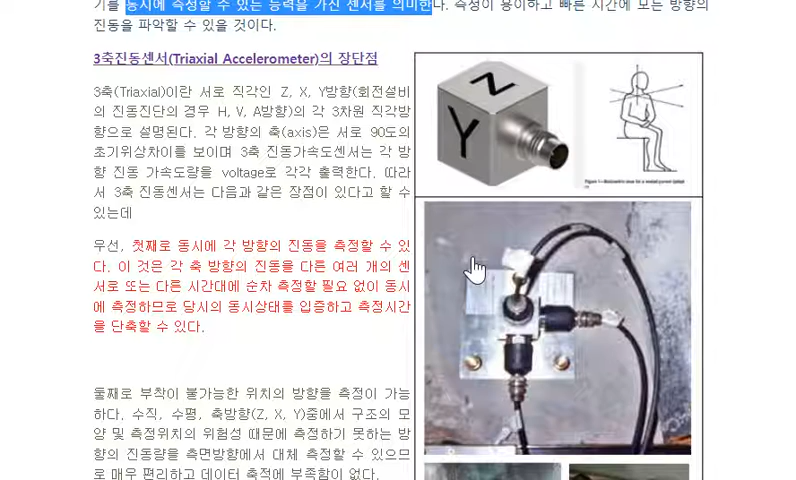 기를 동시에 측정할 수 있는 능력을 가진 센서를 의미한다. 측정이 용이하고 빠른 시간에 모든 방향의
진동을 파악할 수 있을 것이다.
3축진동센서(Triaxial Accelerometer)의 장단점
3축(Triaxial)이란 서로 직각인 Z, X, Y방향(회전설비
의 진동진단의 경우 H, V, A방향)의 각 3차원 직각방
향으로 설명된다. 각 방향의 축(axis)은 서로 90도의
초기위상차이를 보이며 3축 진동가속도센서는 각 방
향 진동 가속도량을 voltage로 각각 출력한다. 따라
서 3축 진동센서는 다음과 같은 장점이 있다고 할 수
있는데
우선, 첫째로 동시에 각 방향의 진동을 측정할 수 있
다. 이 것은 각 축 방향의 진동을 다른 여러 개의 센
서로 또는 다른 시간대에 순차 측정할 필요 없이 동시
에 측정하므로 당시의 동시상태를 입증하고 측정시간
을 단축할 수 있다.
둘째로 부착이 불가능한 위치의 방향을 측정이 가능
하다. 수직, 수평, 축방향(Z, X, Y)중에서 구조의 모
양 및 측정위치의 위험성 때문에 측정하기 못하는 방
향의 진동량을 측면방향에서 대체 측정할 수 있으므
로 매우 편리하고 데이터 축적에 부족함이 없다.
Z
Y